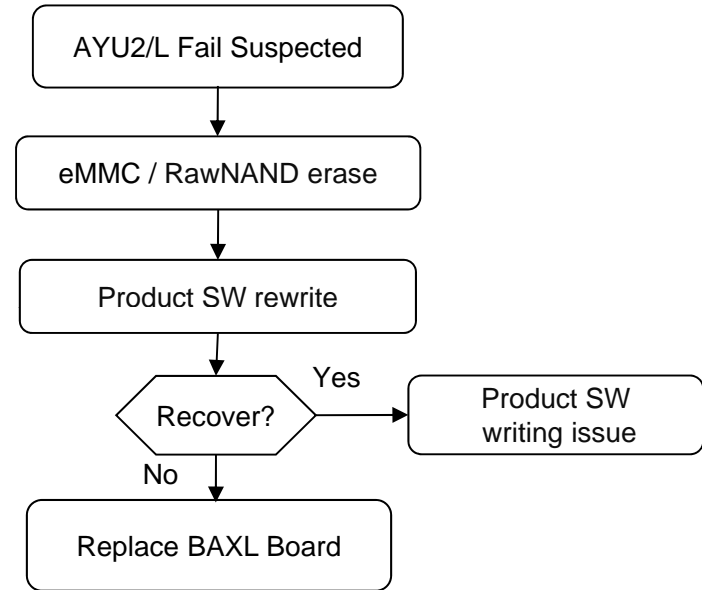 AYU2/L Fail Suspected
eMMC / RawNAND erase
Product SW rewrite
Recover?
Yes
Product SW
writing issue
No
Replace BAXL Board